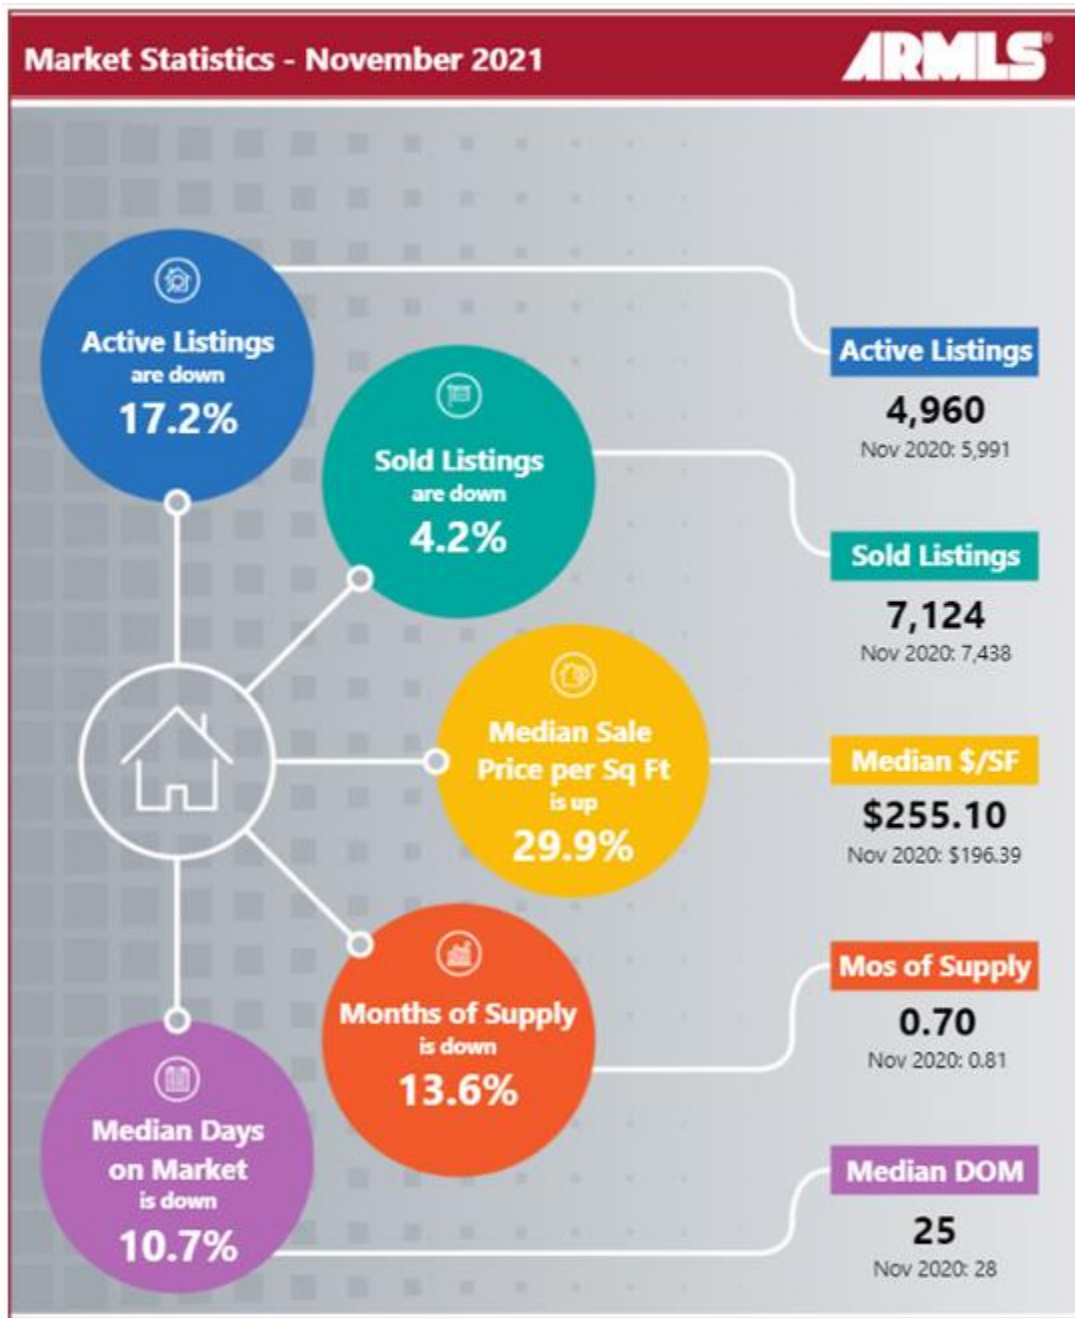 Market Statistics - November 2021
ARMLS®
Active Listings
are down
17.2%
Sold Listings
are down
4.2%
Median Sale
Price per Sq Ft
is up
29.9%
Months of Supply
is down
13.6%
Median Days
on Market
is down
10.7%
Active Listings
4,960
Nov 2020: 5,991
Sold Listings
7,124
Nov 2020: 7,438
Median $/SF
$255.10
Nov 2020: $196.39
Mos of Supply
0.70
Nov 2020: 0.81
Median DOM
25
Nov 2020: 28